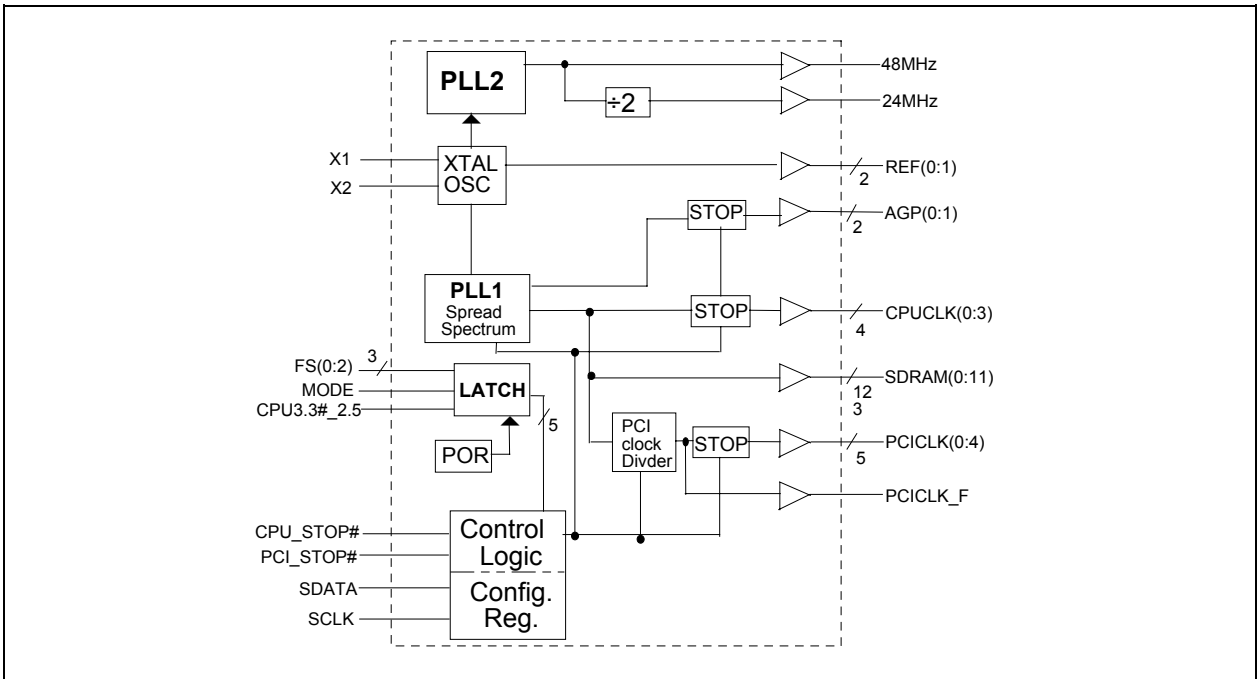 PLL2
48MHz
÷2
24MHz
X1
X2
XTAL
OSC
REF(0:1)
2
STOP
AGP(0:1)
2
PLL1
Spread
Spectrum
STOP
CPUCLK(0:3)
4
FS(0:2)
3
MODE
CPU3.3#_2.5
LATCH
5
POR
SDRAM(0:11)
12
3
PCI
clock
Divder
STOP
PCICLK(0:4)
5
PCICLK_F
CPU_STOP#
PCI_STOP#
SDATA
SCLK
Control
Logic
Config.
Reg.